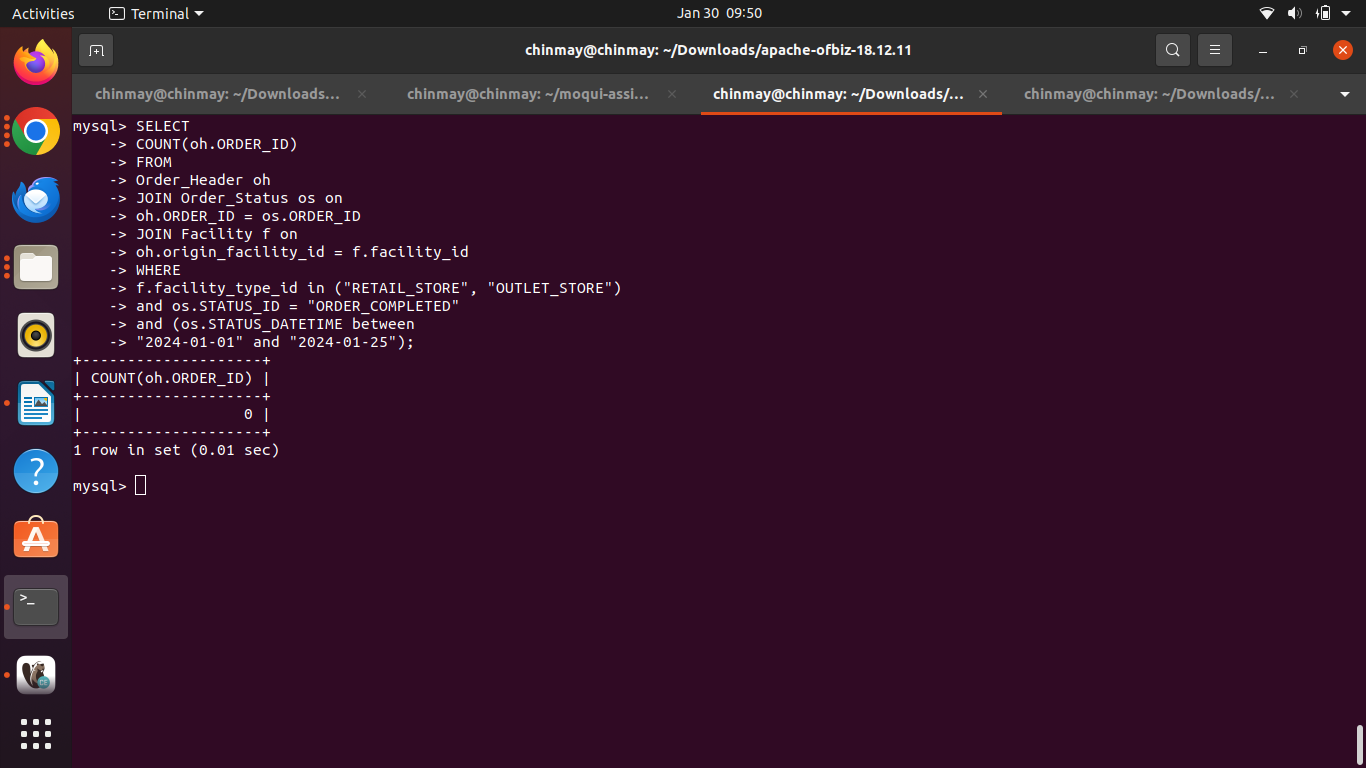 Activities
Terminal
Jan 30 09:50
chinmay@chinmay: ~/Downloads/apache-ofbiz-18.12.11
chinmay@chinmay: ~/Downloads...
chinmay@chinmay: ~/moqui-assi...
chinmay@chinmay: ~/Downloads/...
chinmay@chinmay: ~/Downloads/...
mysql> SELECT
    -> COUNT(oh.ORDER_ID)
    -> FROM
    -> Order_Header oh
    -> JOIN Order_Status os on
    -> oh.ORDER_ID = os.ORDER_ID
    -> JOIN Facility f on
    -> oh.origin_facility_id = f.facility_id
    -> WHERE
    -> f.facility_type_id in ("RETAIL_STORE", "OUTLET_STORE")
    -> and os.STATUS_ID = "ORDER_COMPLETED"
    -> and (os.STATUS_DATETIME between
    -> "2024-01-01" and "2024-01-25");
+--------------------+
| COUNT(oh.ORDER_ID) |
+--------------------+
|                  0 |
+--------------------+
1 row in set (0.01 sec)
mysql>